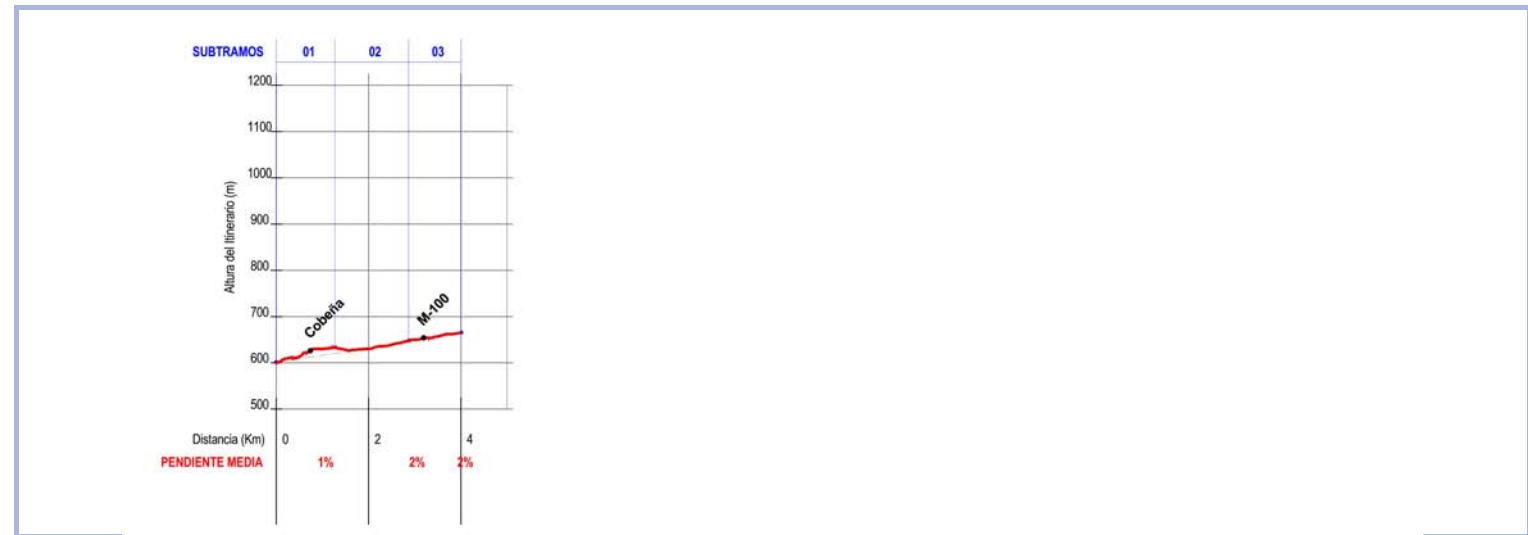 SUBTRAMOS 01 02 03
1200
1100
1000
900
800
700
600
500
Altura del Itinerario (m)
Cobeña
M-100
Distancia (Km) 0 2 4
PENDIENTE MEDIA 1% 2% 2%